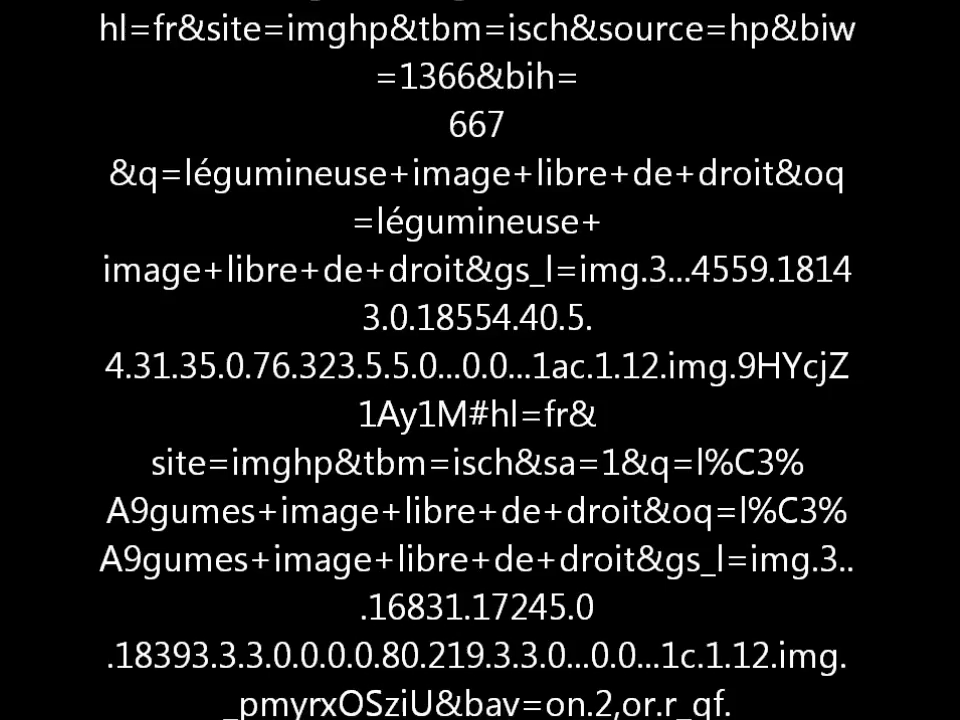 hl=fr&site=imghp&tbm=isch&source=hp&biw
=1366&bih=
667
&q=légumineuse+image+libre+de+droit&oq
=légumineuse+
image+libre+de+droit&gs_l=img.3...4559.1814
3.0.18554.40.5.
4.31.35.0.76.323.5.5.0...0.0...1ac.1.12.img.9HYcjZ
1Ay1M#hl=fr&
site=imghp&tbm=isch&sa=1&q=l%C3%
A9gumes+image+libre+de+droit&oq=l%C3%
A9gumes+image+libre+de+droit&gs_l=img.3..
.16831.17245.0
.18393.3.3.0.0.0.0.80.219.3.3.0...0.0...1c.1.12.img.
_pmyrxOSziU&bav=on.2,or.r_qf.